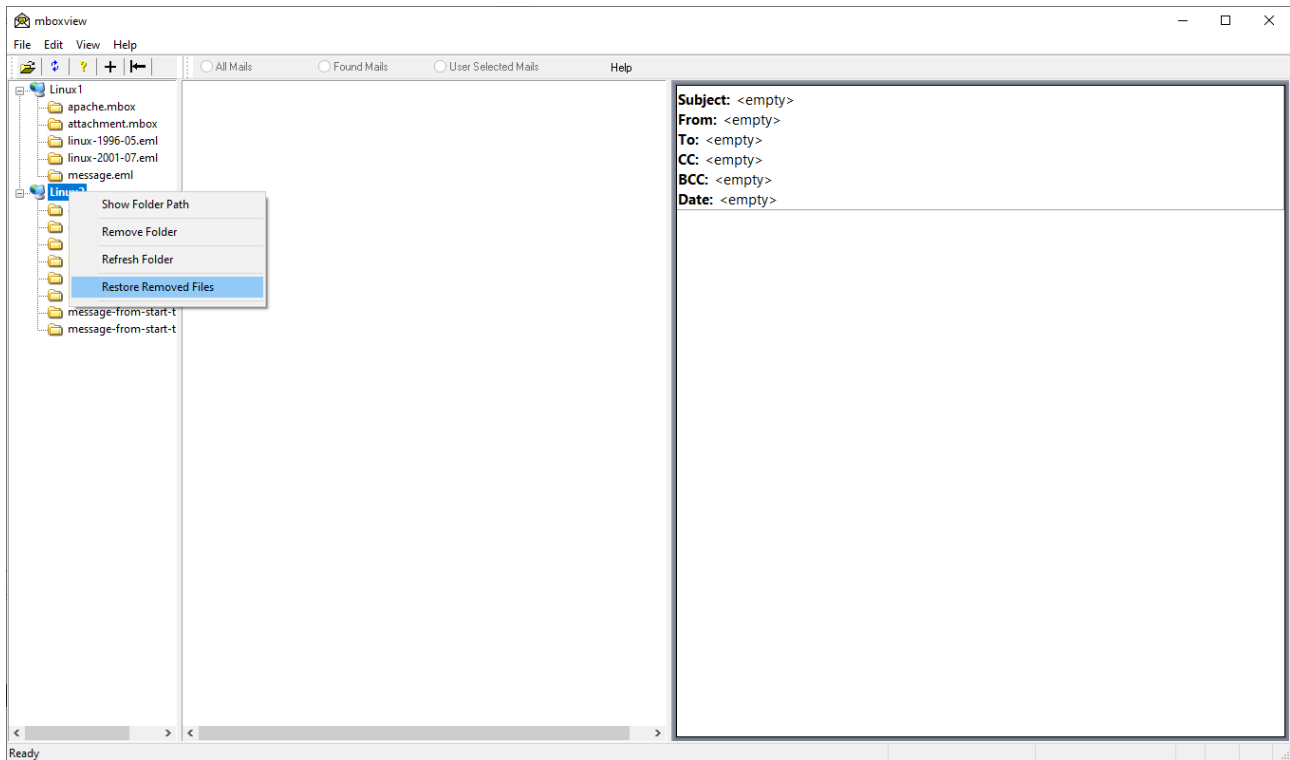 mboxview
File Edit View Help
? All Mails Found Mails User Selected Mails Help
Linux1
apache.mbox
attachment.mbox
linux-1996-05.eml
linux-2001-07.eml
message.eml
Show Folder Path
Remove Folder
Refresh Folder
Restore Removed Files
message-from-start-t
message-from-start-t
Subject: <empty>
From: <empty>
To: <empty>
CC: <empty>
BCC: <empty>
Date: <empty>
Ready